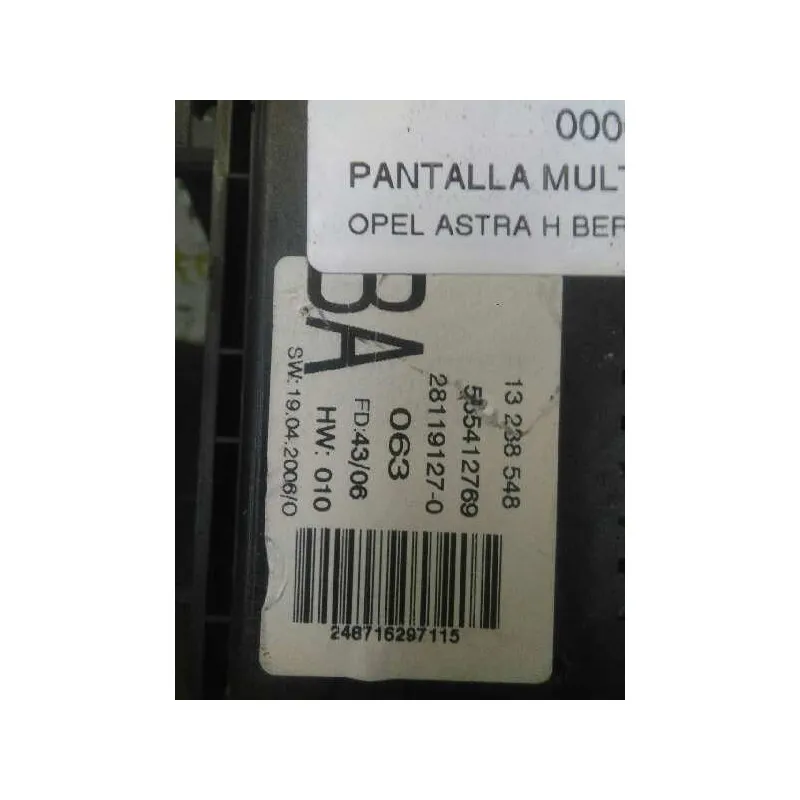 000
PANTALLA MULT
OPEL ASTRA H BER
BA
13 238 548
565412769
28119127-0
063
FD:43/06
HW: 010
SW: 19.04.2006/0
248716297115